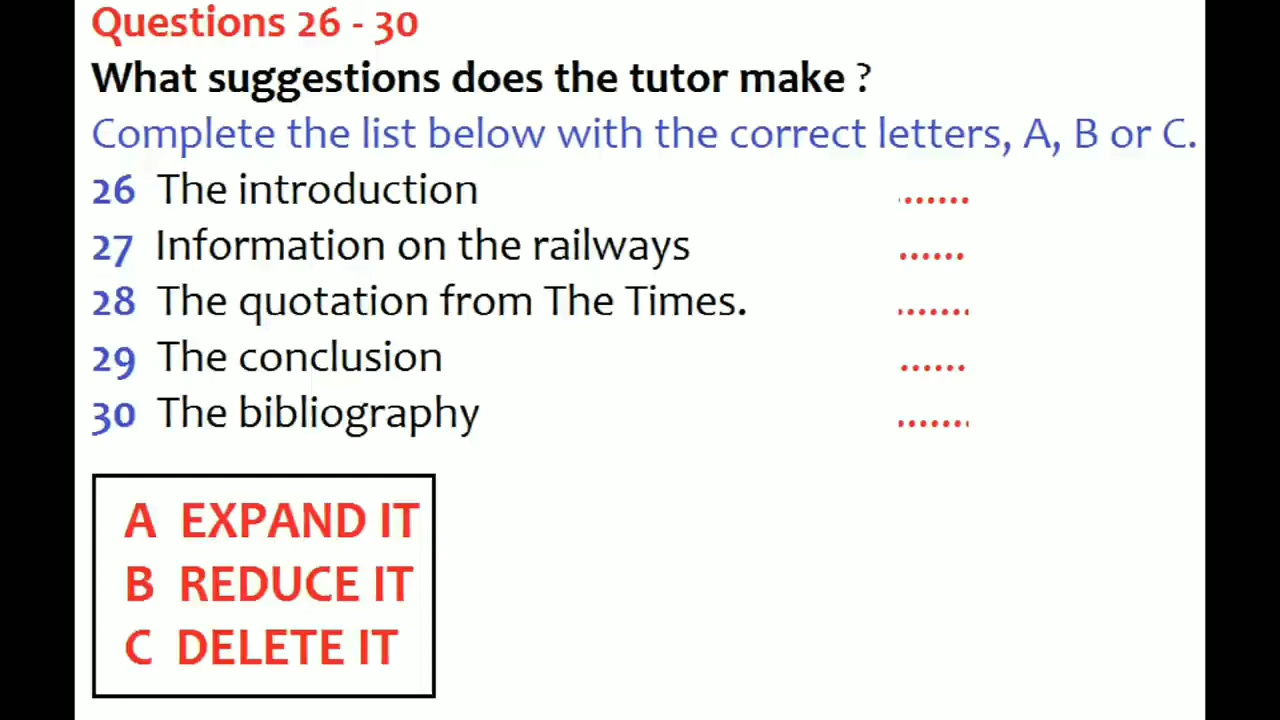 Questions 26 - 30
What suggestions does the tutor make ?
Complete the list below with the correct letters, A, B or C.
26 The introduction .......
27 Information on the railways ......
28 The quotation from The Times. .......
29 The conclusion ......
30 The bibliography .......
A EXPAND IT
B REDUCE IT
C DELETE IT